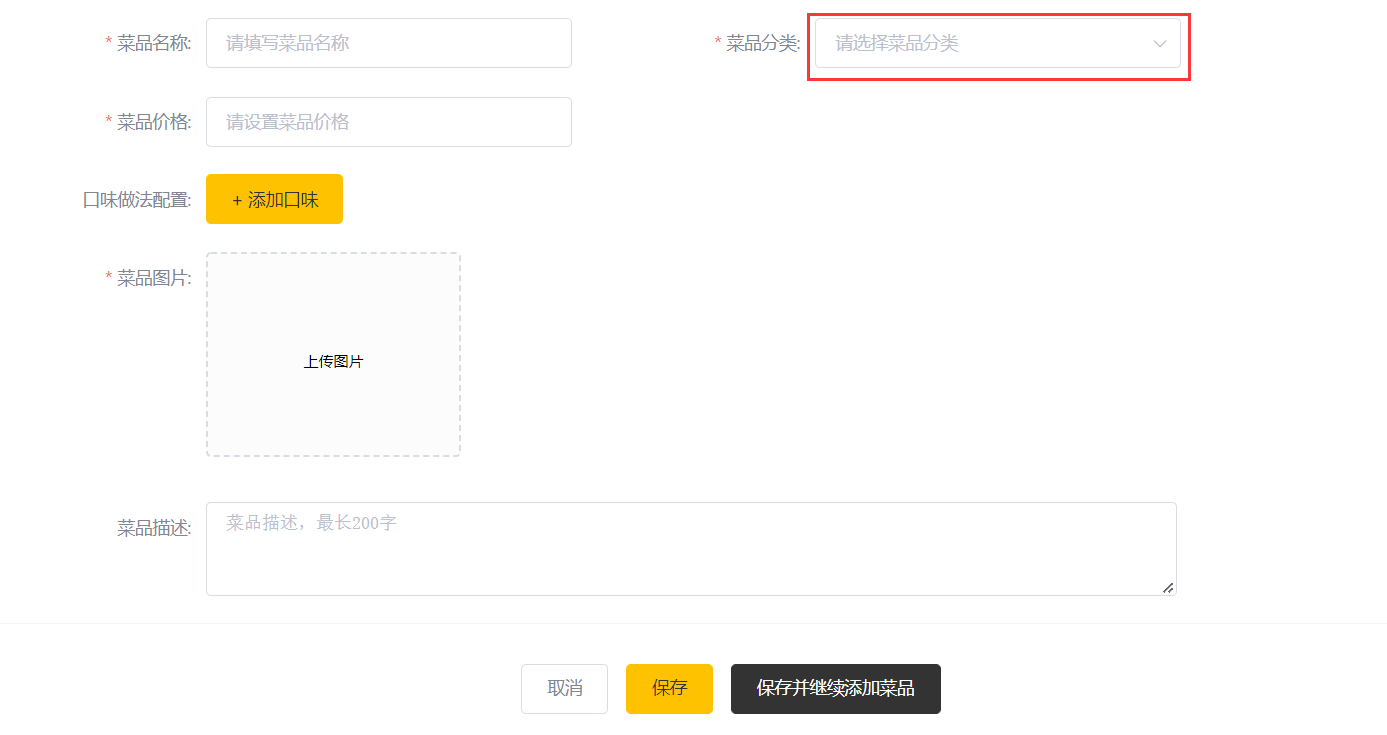 * 菜品名称: 请填写菜品名称
* 菜品分类: 请选择菜品分类
* 菜品价格: 请设置菜品价格
口味做法配置: + 添加口味
* 菜品图片:
上传图片
菜品描述: 菜品描述，最长200字
取消 保存 保存并继续添加菜品